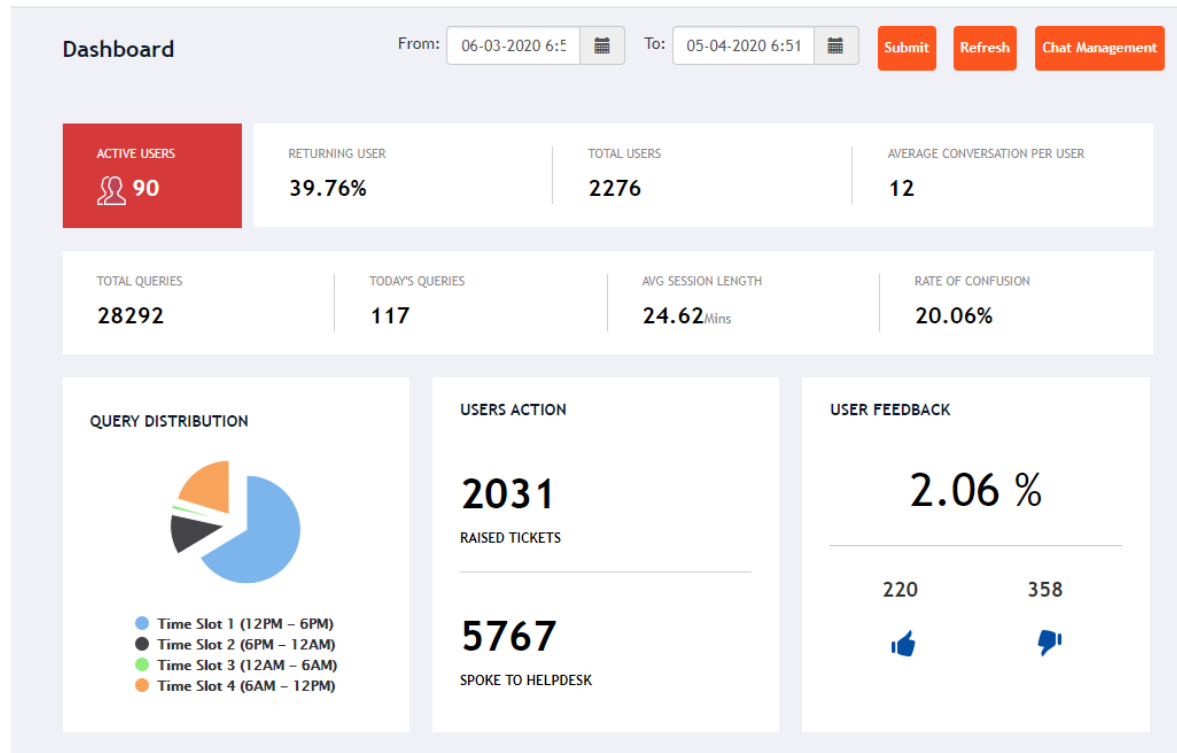 Dashboard
From: 06-03-2020 6:5
To: 05-04-2020 6:51
Submit
Refresh
Chat Management
ACTIVE USERS
90
RETURNING USER
39.76%
TOTAL USERS
2276
AVERAGE CONVERSATION PER USER
12
TOTAL QUERIES
28292
TODAY'S QUERIES
117
AVG SESSION LENGTH
24.62Mins
RATE OF CONFUSION
20.06%
QUERY DISTRIBUTION
Time Slot 1 (12PM – 6PM)
Time Slot 2 (6PM – 12AM)
Time Slot 3 (12AM – 6AM)
Time Slot 4 (6AM – 12PM)
USERS ACTION
2031
RAISED TICKETS
5767
SPOKE TO HELPDESK
USER FEEDBACK
2.06 %
220
358